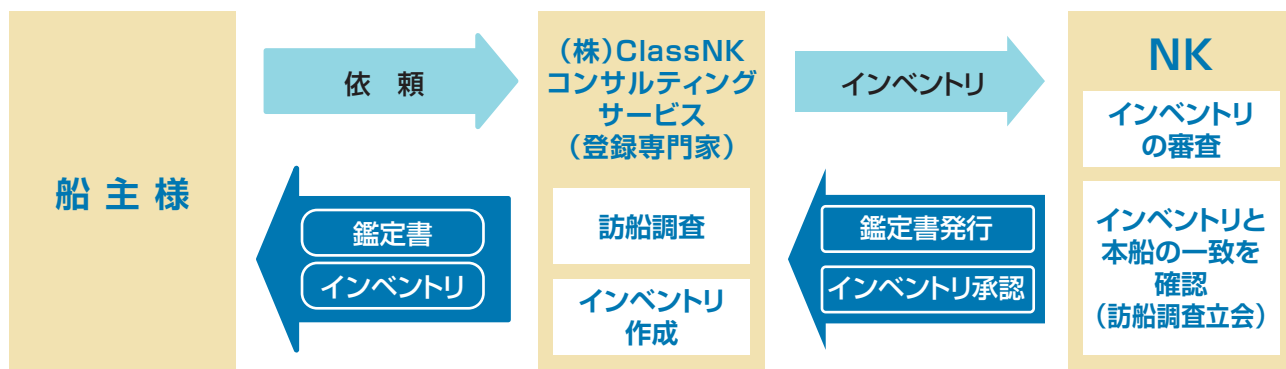 船 主 様
依 頼
鑑定書
インベントリ
(株)ClassNK
コンサルティング
サービス
(登録専門家)
訪船調査
インベントリ
作成
インベントリ
鑑定書発行
インベントリ承認
NK
インベントリ
の審査
インベントリと
本船の一致を
確認
(訪船調査立会)